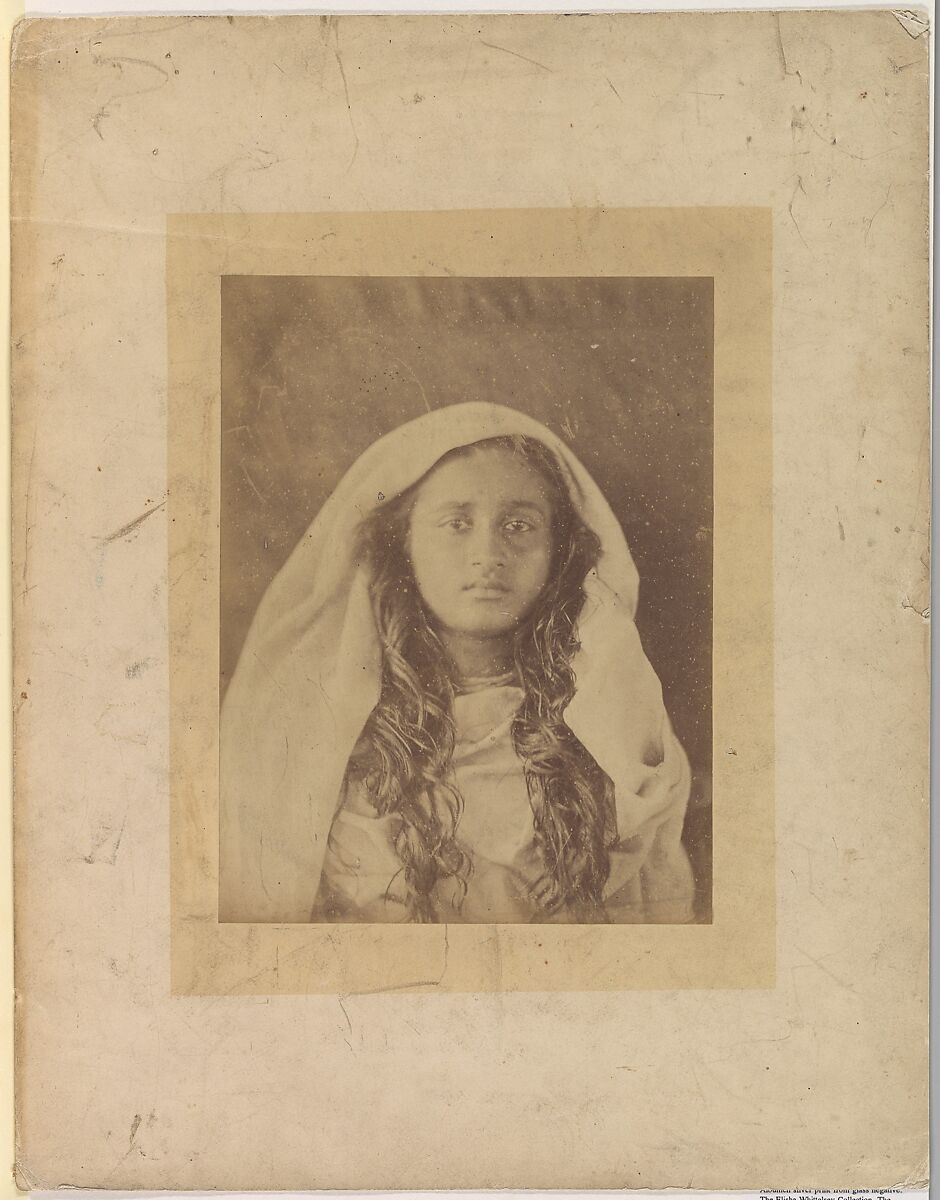 Albumen silver print from glass negative.
The Elisha Whittelsey Collection, The